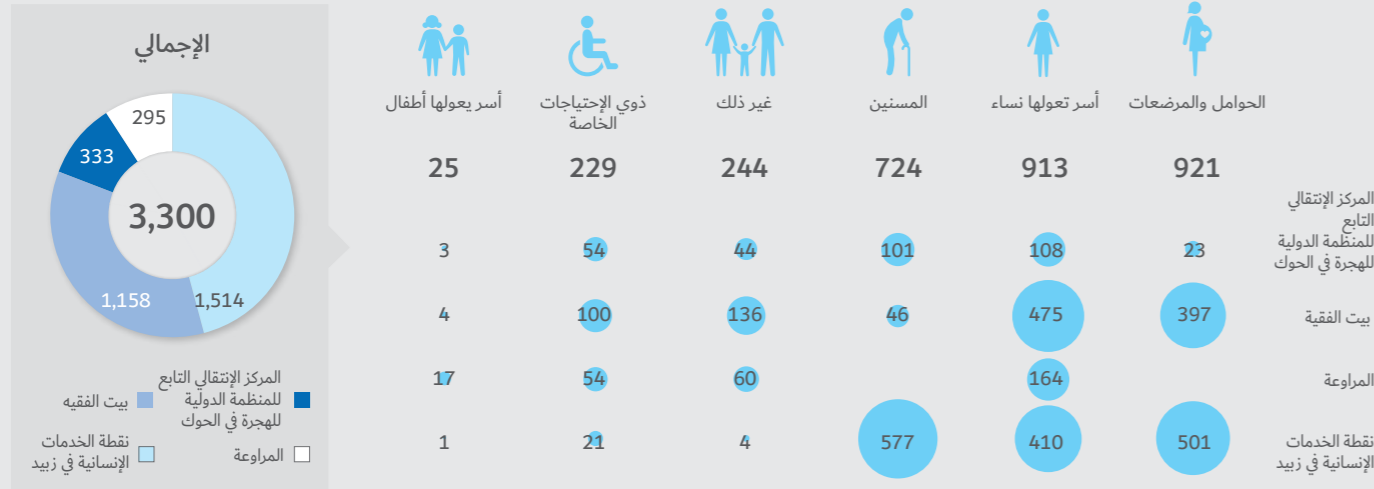 الإجمالي
295
333
3,300
1,158
1,514
المركز الإنتقالي التابع
للمنظمة الدولية
للهجرة في الحوك
بيت الفقيه
المراوعة
نقطة الخدمات
الإنسانية في زبيد
الحوامل والمرضعات
أسر تعولها نساء
المسنين
غير ذلك
ذوي الإحتياجات
الخاصة
أسر يعولها أطفال
921 913 724 244 229 25
المركز الإنتقالي
التابع
للمنظمة الدولية
للهجرة في الحوك
23 108 101 44 54 3
بيت الفقية
397 475 46 136 100 4
المراوعة
164 60 54 17
نقطة الخدمات
الإنسانية في زبيد
501 410 577 4 21 1